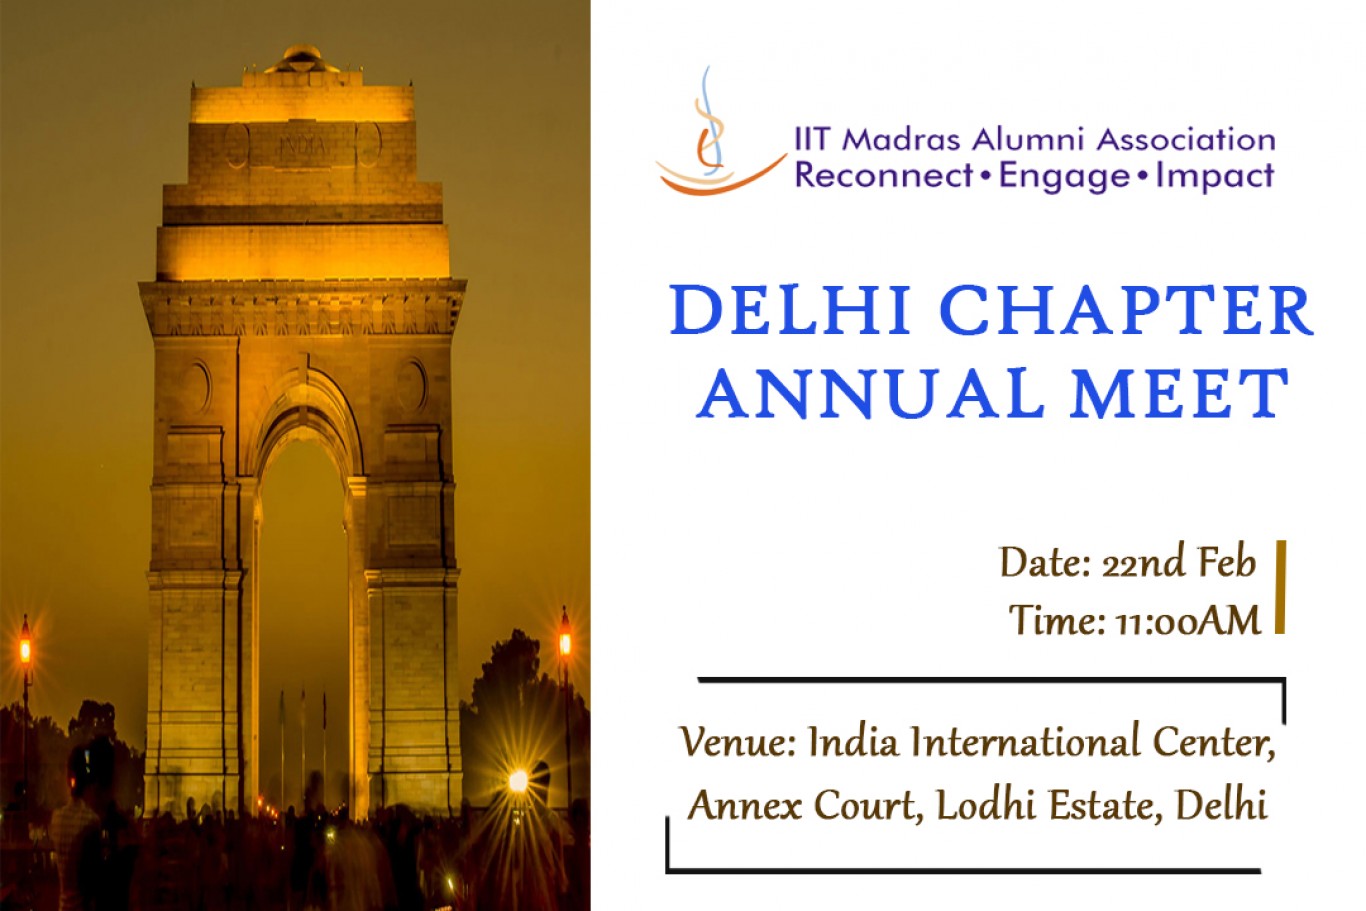 INDIA
IIT Madras Alumni Association
Reconnect • Engage • Impact
DELHI CHAPTER
ANNUAL MEET
Date: 22nd Feb
Time: 11:00AM
Venue: India International Center,
Annex Court, Lodhi Estate, Delhi